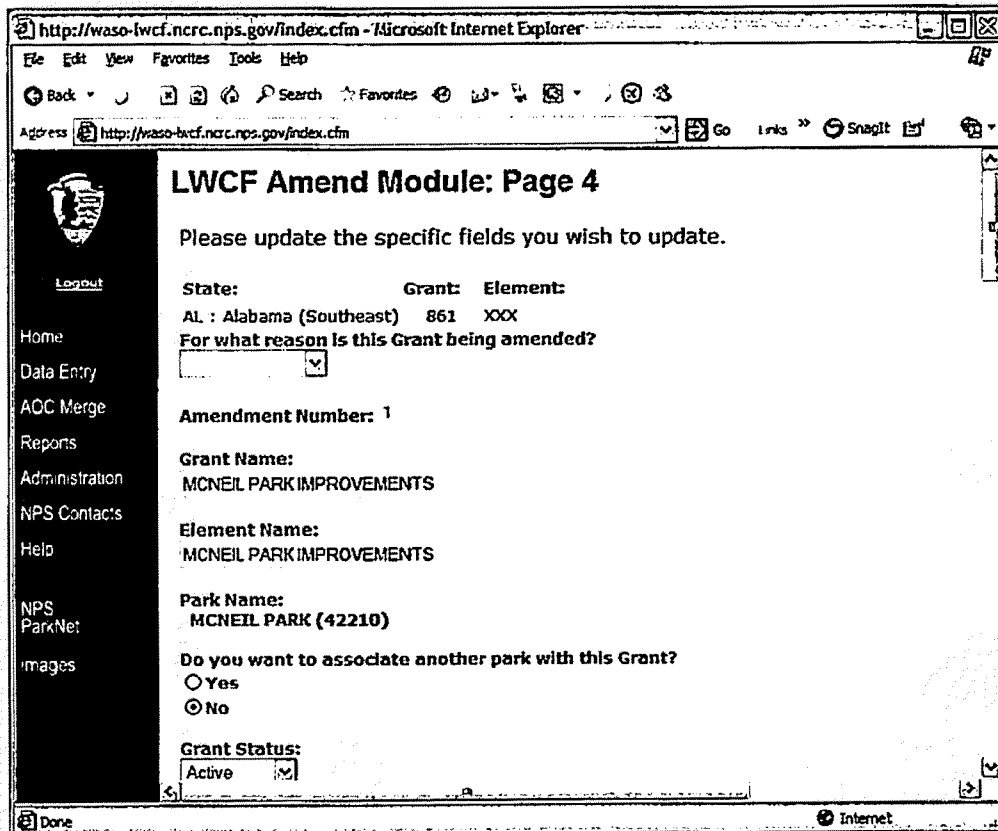 http://waso-lwcf.ncrc.nps.gov/index.cfm - Microsoft Internet Explorer
File Edit View Favorites Tools Help
Back Search Favorites
Address http://waso-lwcf.ncrc.nps.gov/index.cfm Go Links » SnagIt
LWCF Amend Module: Page 4
Please update the specific fields you wish to update.
Logout
Home
Data Entry
AOC Merge
Reports
Administration
NPS Contacts
Help
NPS
ParkNet
Images
State: Grant: Element:
AL : Alabama (Southeast) 861 XXX
For what reason is this Grant being amended?
Amendment Number: 1
Grant Name:
MCNEIL PARK IMPROVEMENTS
Element Name:
MCNEIL PARK IMPROVEMENTS
Park Name:
MCNEIL PARK (42210)
Do you want to associate another park with this Grant?
Yes
No
Grant Status:
Active
Done Internet